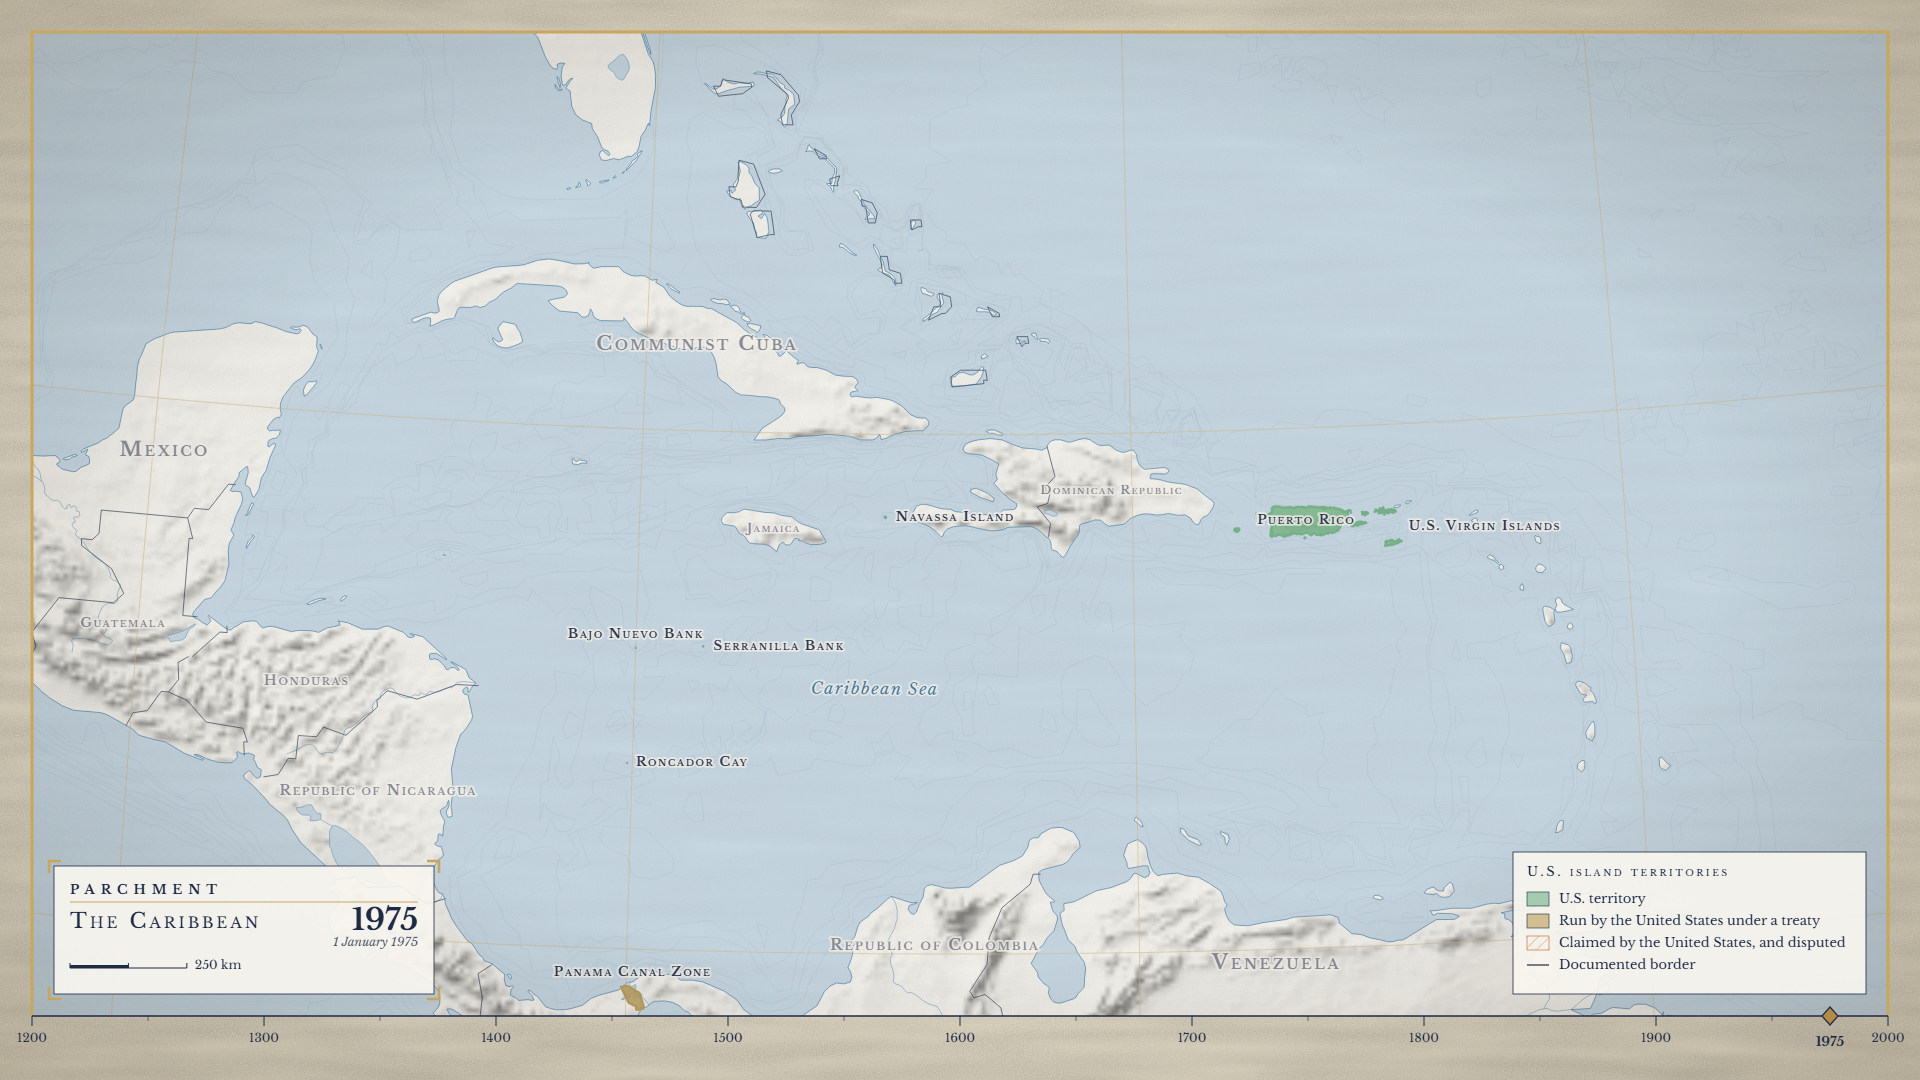 Communist Cuba
Mexico
Dominican Republic
Navassa Island
Jamaica
Puerto Rico
U.S. Virgin Islands
Guatemala
Bajo Nuevo Bank
Serranilla Bank
Honduras
Caribbean Sea
Roncador Cay
Republic of Nicaragua
Republic of Colombia
Venezuela
Panama Canal Zone
PARCHMENT
The Caribbean
1975
1 January 1975
250 km
U.S. island territories
U.S. territory
Run by the United States under a treaty
Claimed by the United States, and disputed
Documented border
1200 1300 1400 1500 1600 1700 1800 1900 1975 2000